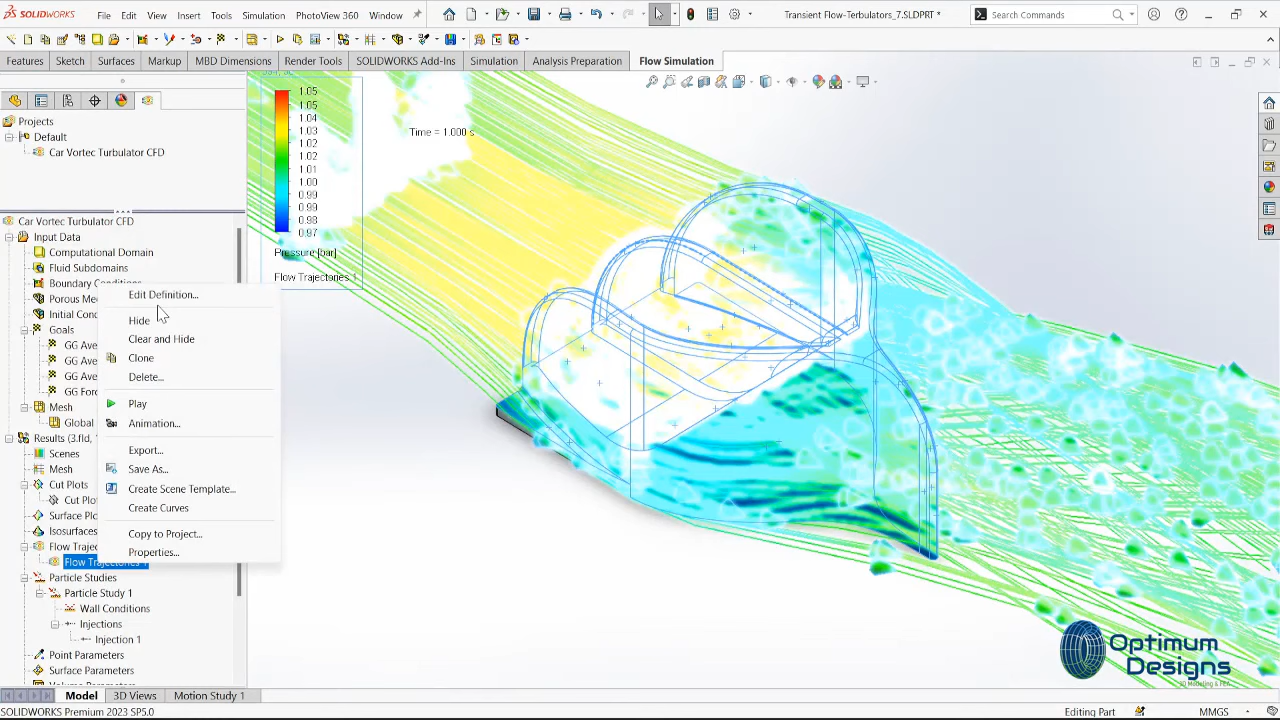 SOLIDWORKS
File
Edit
View
Insert
Tools
Simulation
PhotoView 360
Window
Transient Flow-Terbulators_7.SLDPRT *
Search Commands
Features
Sketch
Surfaces
Markup
MBD Dimensions
Render Tools
SOLIDWORKS Add-Ins
Simulation
Analysis Preparation
Flow Simulation
Projects
Default
Car Vortec Turbulator CFD
Car Vortec Turbulator CFD
Input Data
Computational Domain
Fluid Subdomains
Boundary Conditions
Porous Me
Initial Conc
Goals
GG Ave
GG Ave
GG Ave
GG Forc
Mesh
Global
Results (3.fld,
Scenes
Mesh
Cut Plots
Cut Plo
Surface Plo
Isosurfaces
Flow Trajec
Flow Trajectories 1
Particle Studies
Particle Study 1
Wall Conditions
Injections
Injection 1
Point Parameters
Surface Parameters
Edit Definition...
Hide
Clear and Hide
Clone
Delete...
Play
Animation...
Export...
Save As...
Create Scene Template...
Create Curves
Copy to Project...
Properties...
1.05
1.05
1.04
1.03
1.02
1.02
1.01
1.00
0.99
0.98
0.97
Pressure [bar]
Flow Trajectories 1
Time = 1.000 s
Optimum
Designs
3D Modeling & FEA
Model
3D Views
Motion Study 1
SOLIDWORKS Premium 2023 SP5.0
Editing Part
MMGS